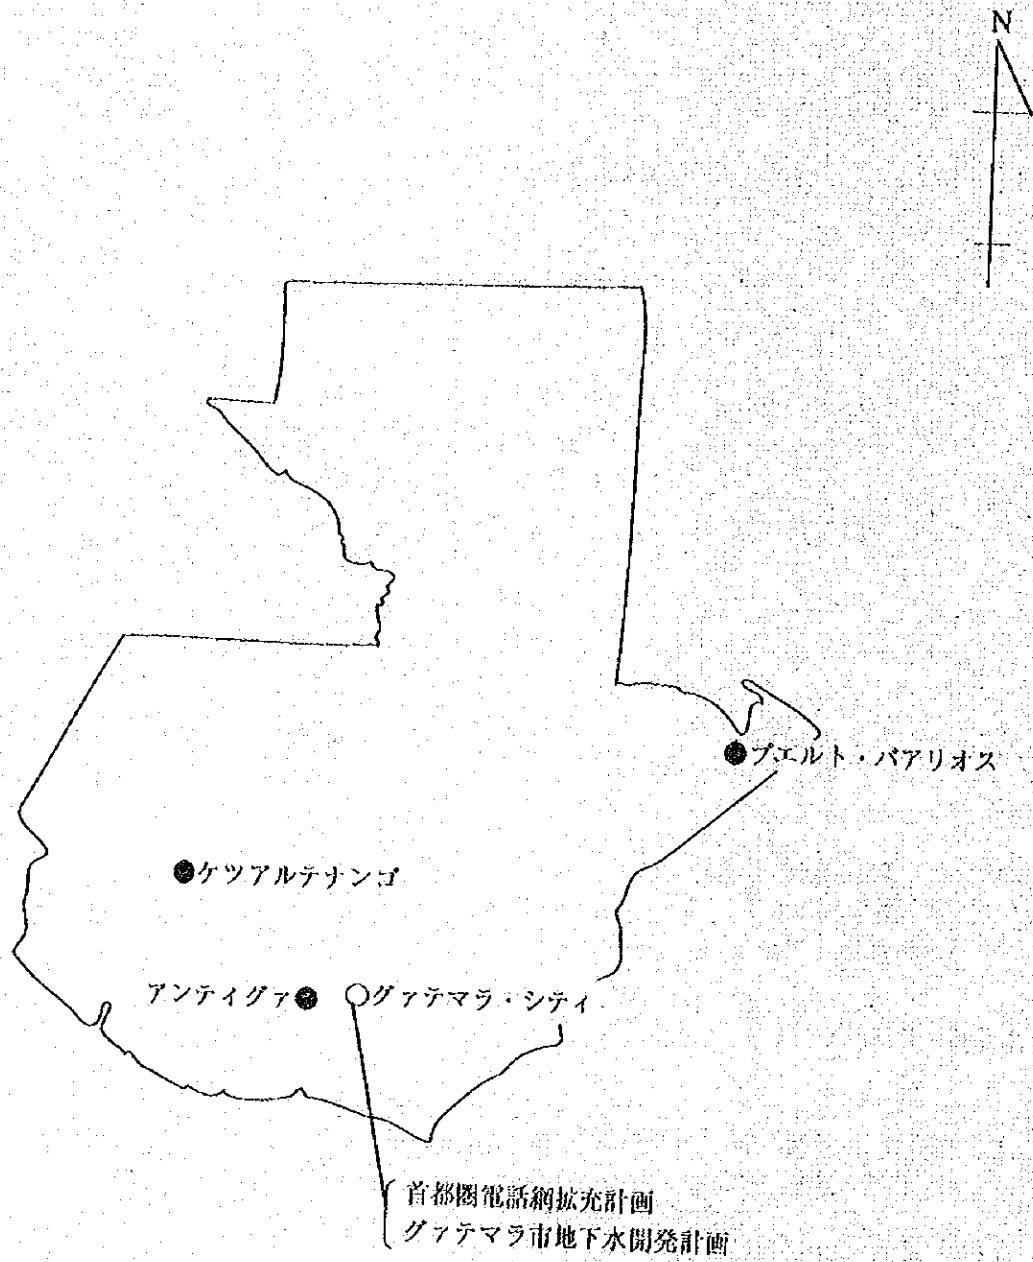 N
プエルト・バアリオス
ケツアルテナンゴ
アンティグァ
グァテマラ・シティ
首都圏電話網拡充計画
グァテマラ市地下水開発計画